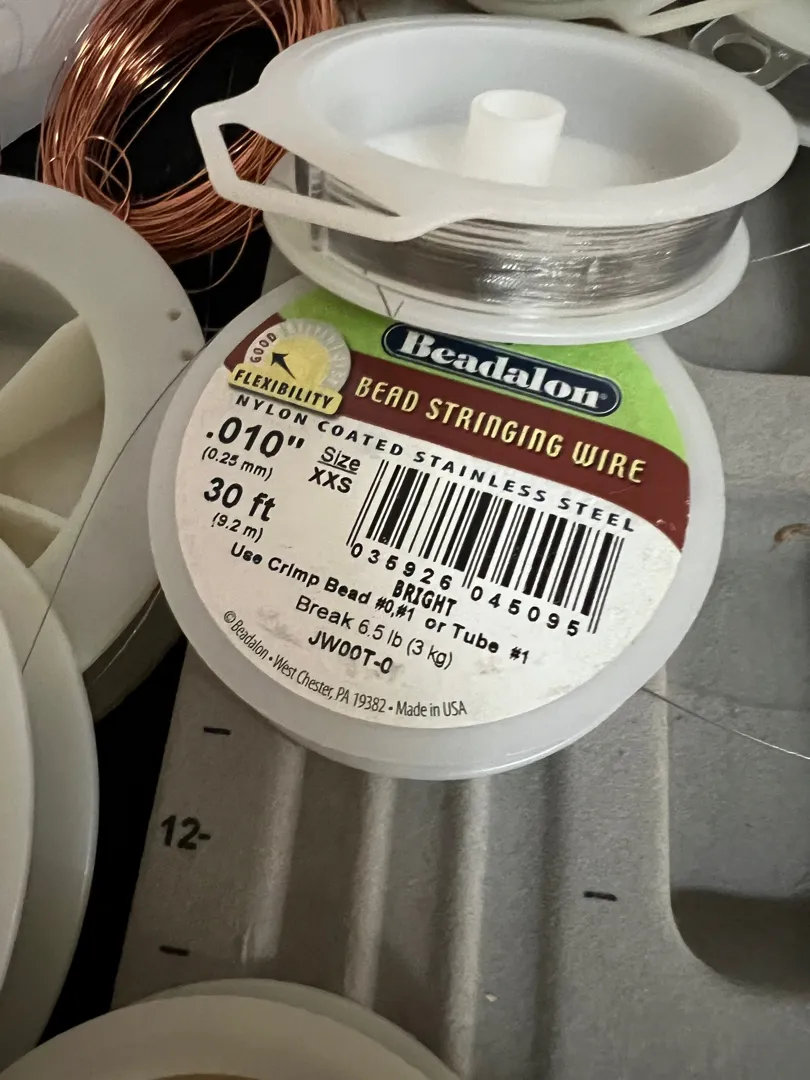 Beadalon
GOOD
FLEXIBILITY
BEAD STRINGING WIRE
NYLON COATED STAINLESS STEEL
.010"
(0.25 mm)
Size
XXS
30 ft
(9.2 m)
035926 045095
BRIGHT
Use Crimp Bead #0,#1 or Tube #1
Break 6.5 lb (3 kg)
JW00T-0
© Beadalon • West Chester, PA 19382 • Made in USA
12-